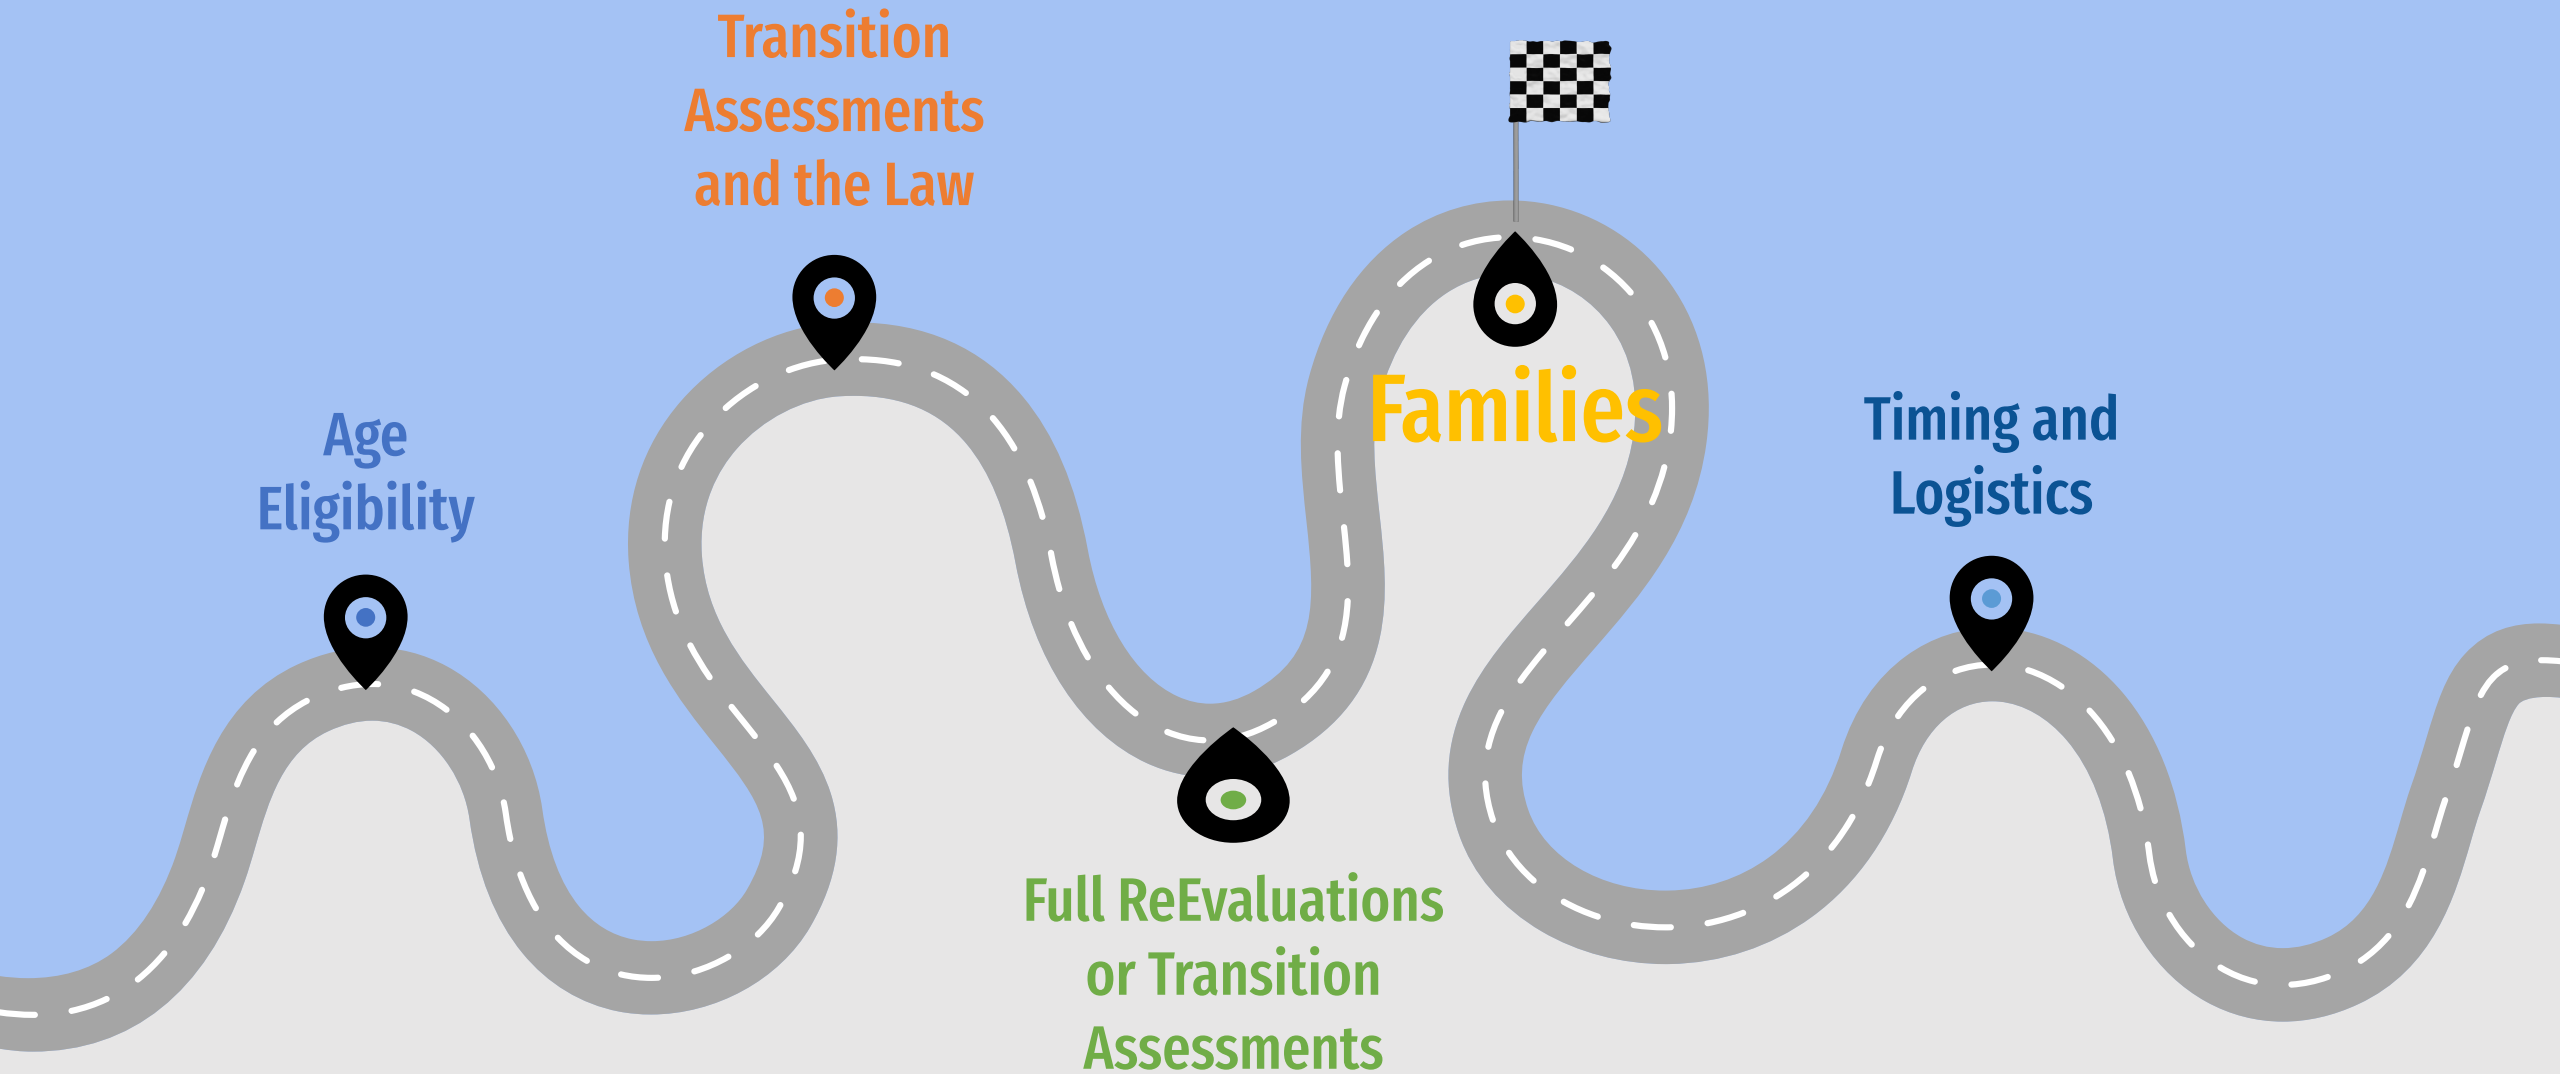 Age
Eligibility
Transition
Assessments
and the Law
Full ReEvaluations
or Transition
Assessments
Families
Timing and
Logistics